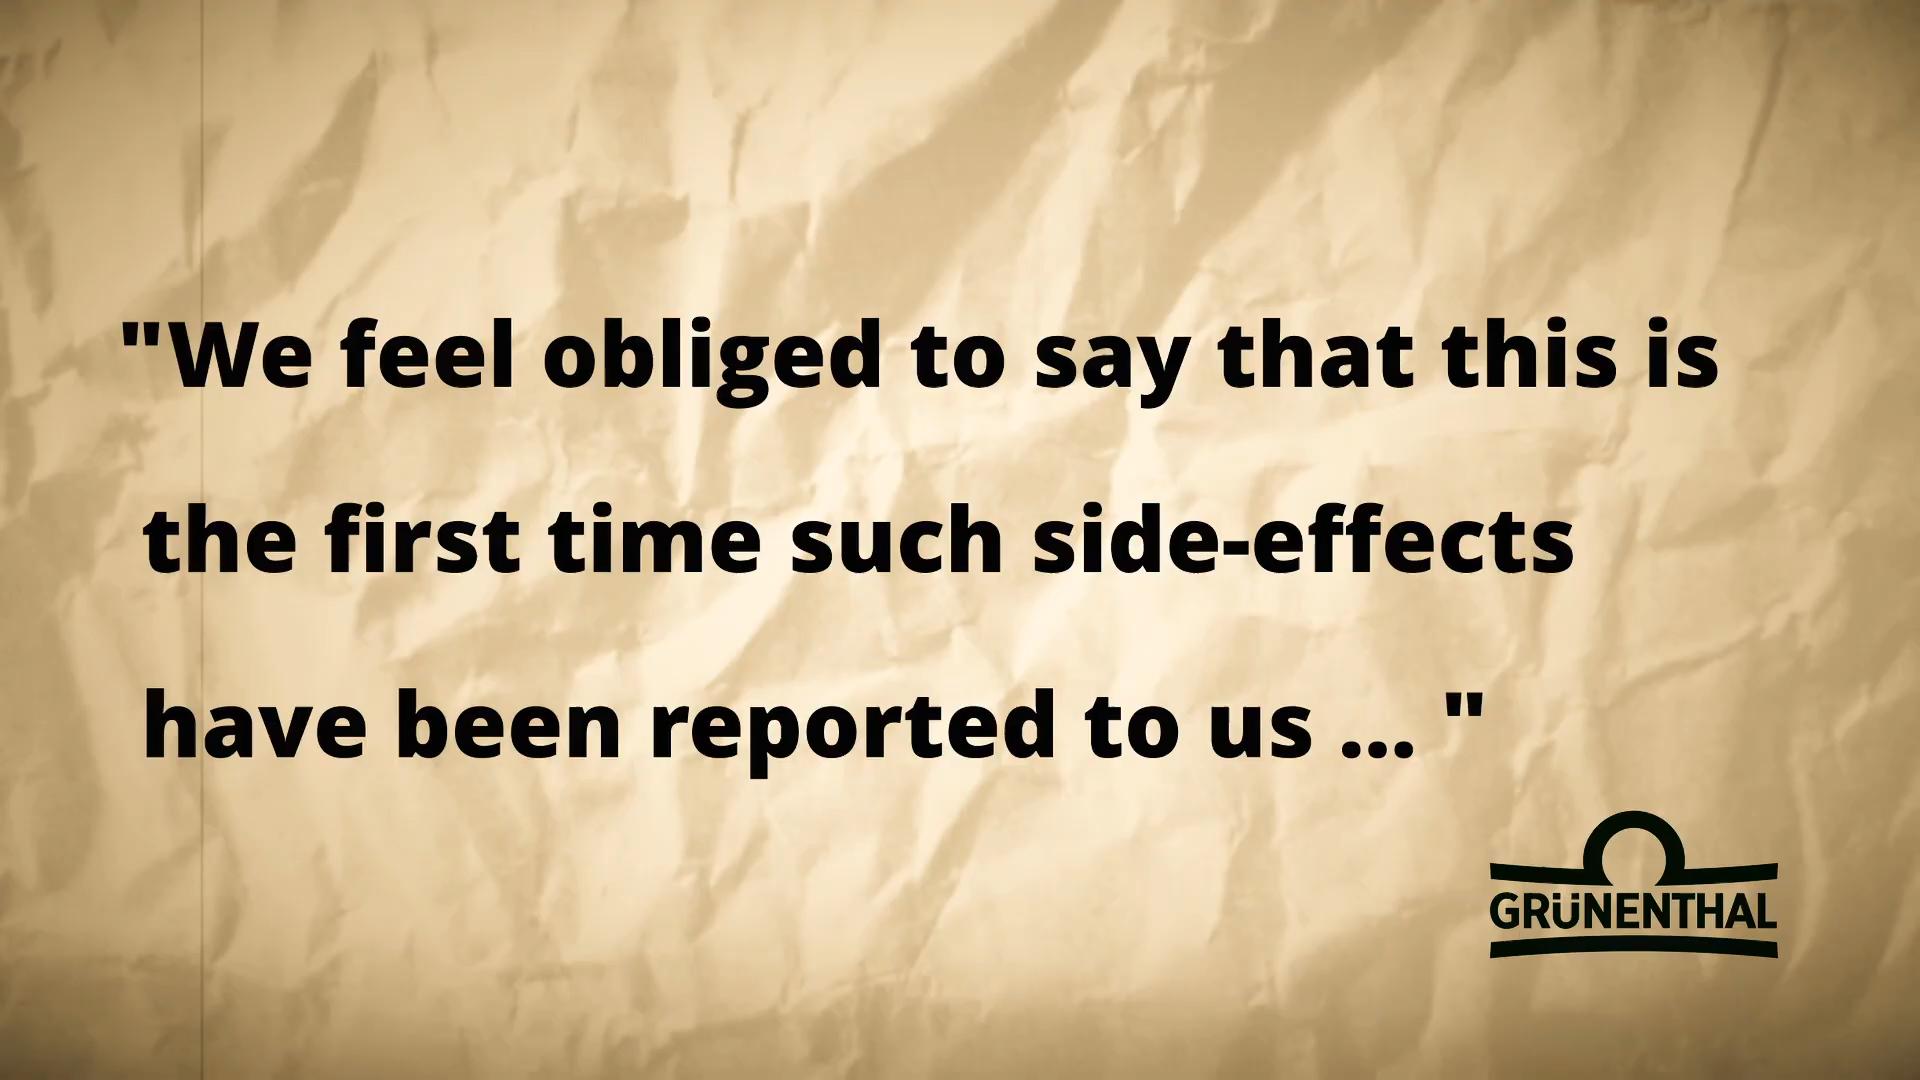 "We feel obliged to say that this is
the first time such side-effects
have been reported to us ... "
GRÜNENTHAL